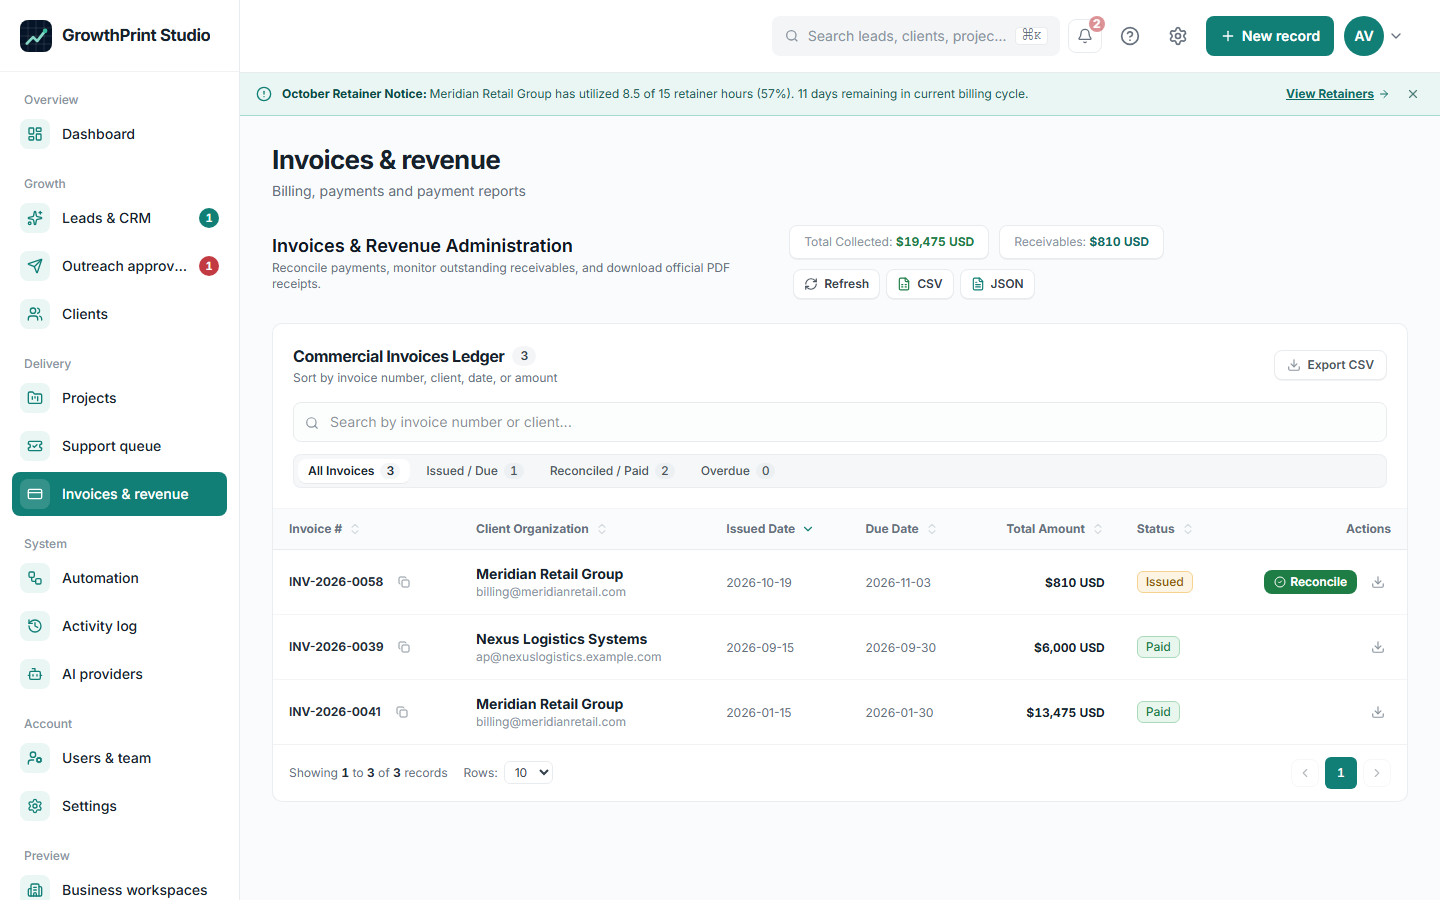 GrowthPrint Studio
Search leads, clients, projec... ⌘K
2
New record
AV
Overview
Dashboard
Growth
Leads & CRM 1
Outreach approv... 1
Clients
Delivery
Projects
Support queue
Invoices & revenue
System
Automation
Activity log
AI providers
Account
Users & team
Settings
Preview
Business workspaces
October Retainer Notice: Meridian Retail Group has utilized 8.5 of 15 retainer hours (57%). 11 days remaining in current billing cycle.
View Retainers →
Invoices & revenue
Billing, payments and payment reports
Invoices & Revenue Administration
Reconcile payments, monitor outstanding receivables, and download official PDF
receipts.
Total Collected: $19,475 USD
Receivables: $810 USD
Refresh
CSV
JSON
Commercial Invoices Ledger 3
Sort by invoice number, client, date, or amount
Export CSV
Search by invoice number or client...
All Invoices 3 Issued / Due 1 Reconciled / Paid 2 Overdue 0
Invoice # Client Organization Issued Date Due Date Total Amount Status Actions
INV-2026-0058 Meridian Retail Group 2026-10-19 2026-11-03 $810 USD Issued Reconcile
billing@meridianretail.com
INV-2026-0039 Nexus Logistics Systems 2026-09-15 2026-09-30 $6,000 USD Paid
ap@nexuslogistics.example.com
INV-2026-0041 Meridian Retail Group 2026-01-15 2026-01-30 $13,475 USD Paid
billing@meridianretail.com
Showing 1 to 3 of 3 records Rows: 10
1